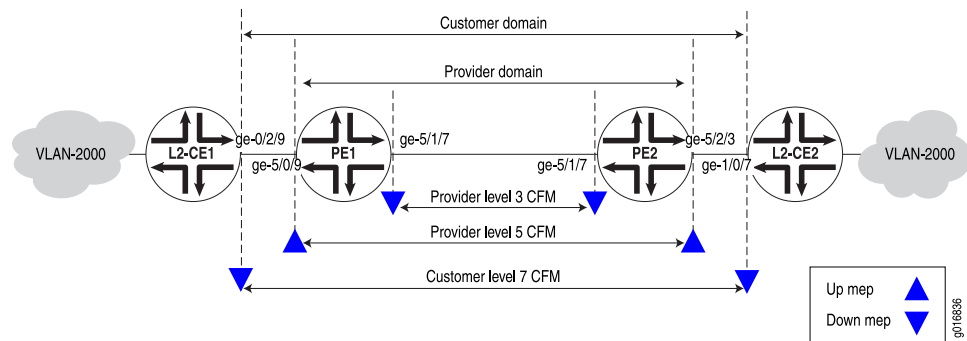 Customer domain
Provider domain
ge-0/2/9
ge-5/1/7
ge-5/2/3
VLAN-2000
L2-CE1
PE1
PE2
L2-CE2
VLAN-2000
ge-5/0/9
ge-5/1/7
ge-1/0/7
Provider level 3 CFM
Provider level 5 CFM
Customer level 7 CFM
Up mep
Down mep
g016836